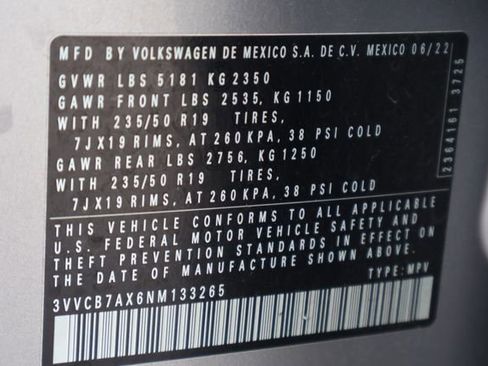 MFD BY VOLKSWAGEN DE MEXICO S.A. DE C.V. MEXICO 06/22
GVWR LBS 5181 KG 2350
GAWR FRONT LBS 2535, KG 1150
WITH 235/50 R19 TIRES,
7J X19 RIMS, AT 260 KPA, 38 PSI COLD
GAWR REAR LBS 2756, KG 1250
WITH 235/50 R19 TIRES,
7J X19 RIMS, AT 260 KPA, 38 PSI COLD
THIS VEHICLE CONFORMS TO ALL APPLICABLE
U.S. FEDERAL MOTOR VEHICLE SAFETY AND
THEFT PREVENTION STANDARDS IN EFFECT ON
THE DATE OF MANUFACTURE SHOWN ABOVE.
3VVCB7AX6NM133265 TYPE: MPV
2364161 3725